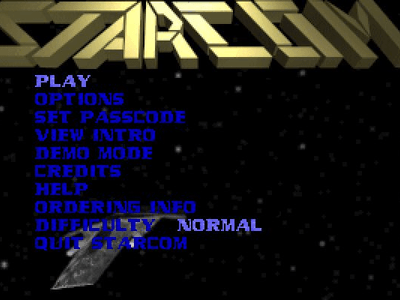 STARCOM
PLAY
OPTIONS
SET PASSCODE
VIEW INTRO
DEMO MODE
CREDITS
HELP
ORDERING INFO
DIFFICULTY NORMAL
QUIT STARCOM